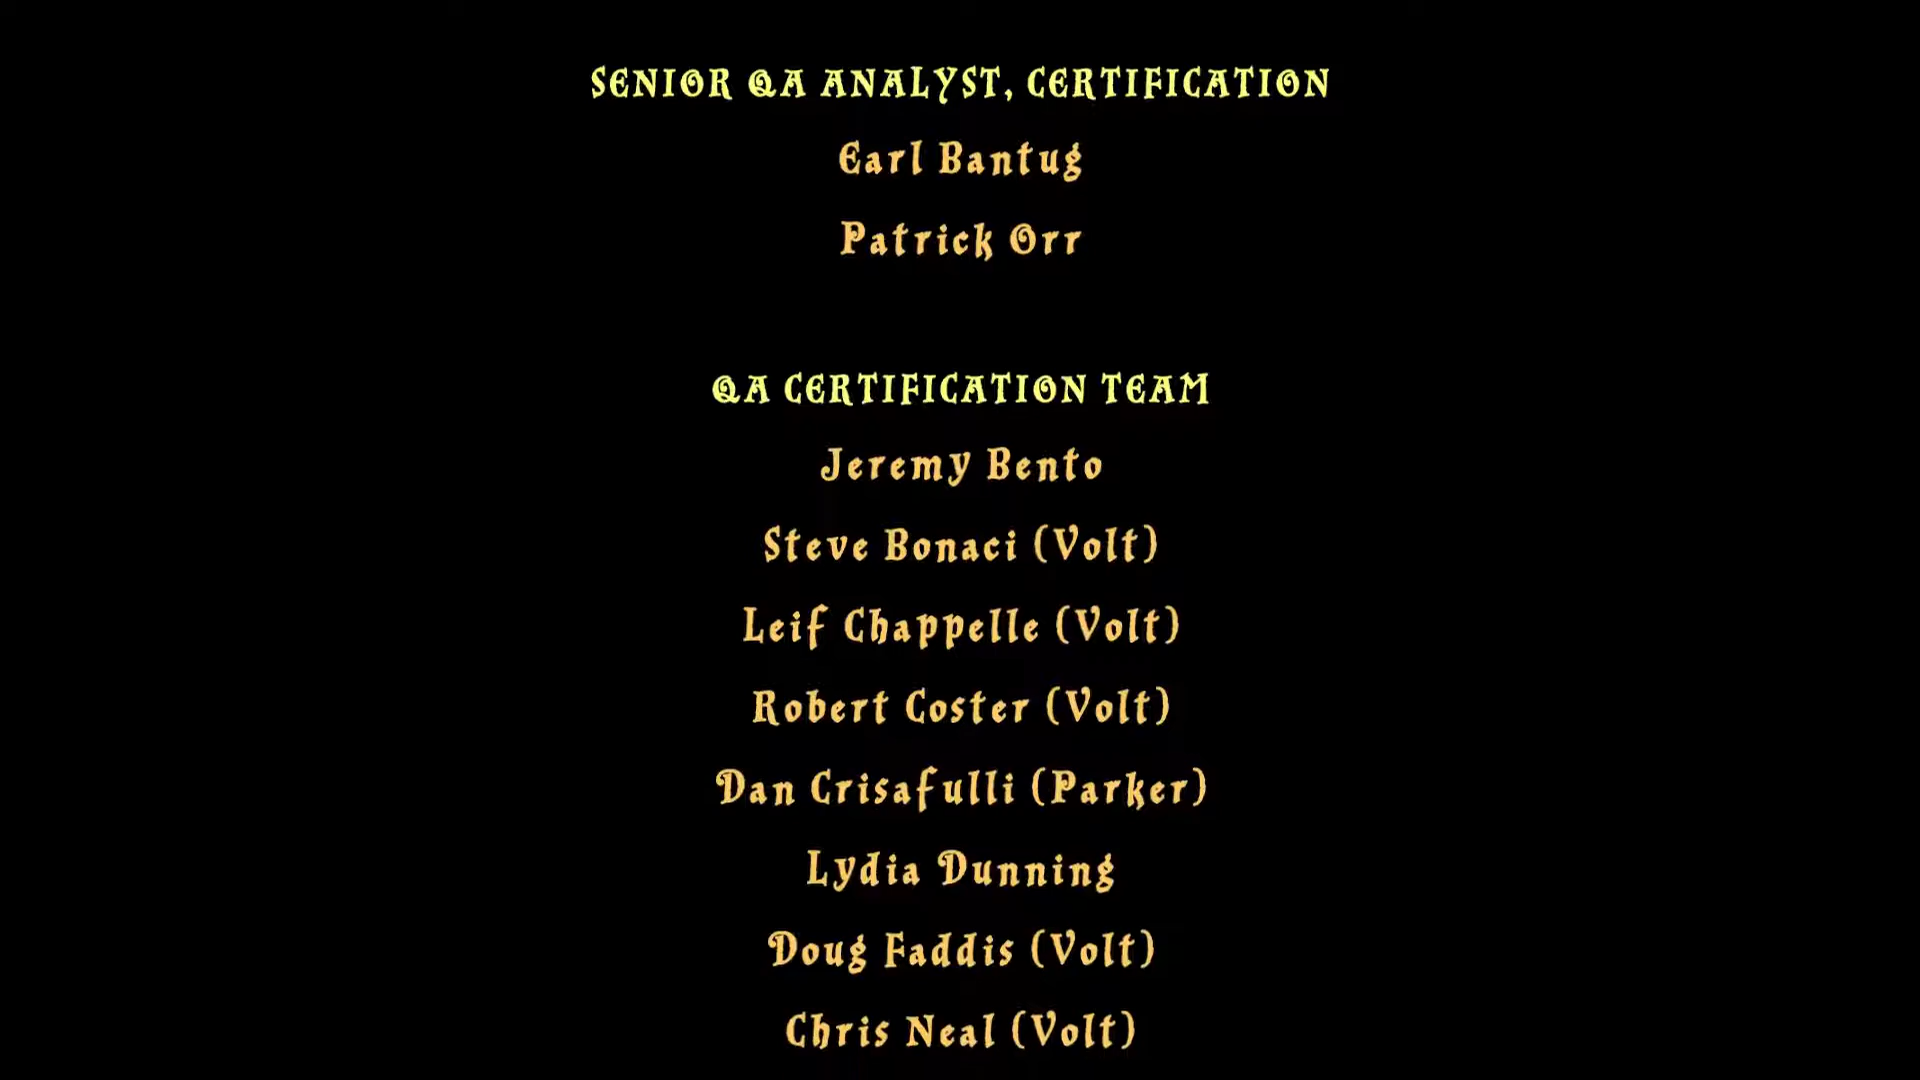 SENIOR QA ANALYST, CERTIFICATION
Earl Bantug
Patrick Orr
QA CERTIFICATION TEAM
Jeremy Bento
Steve Bonaci (Volt)
Leif Chappelle (Volt)
Robert Coster (Volt)
Dan Crisafulli (Parker)
Lydia Dunning
Doug Faddis (Volt)
Chris Neal (Volt)